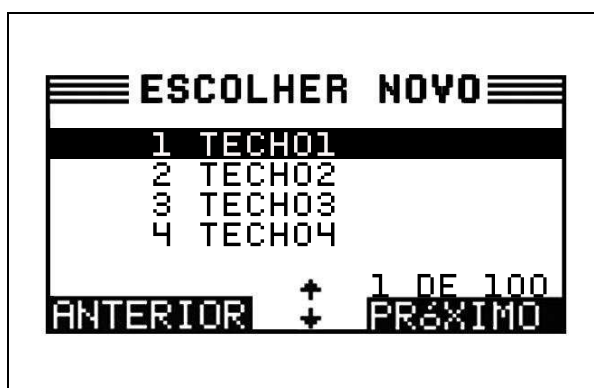 ESCOLHER NOVO
1 TECHO1
2 TECHO2
3 TECHO3
4 TECHO4
1 DE 100
ANTERIOR PRóXIMO